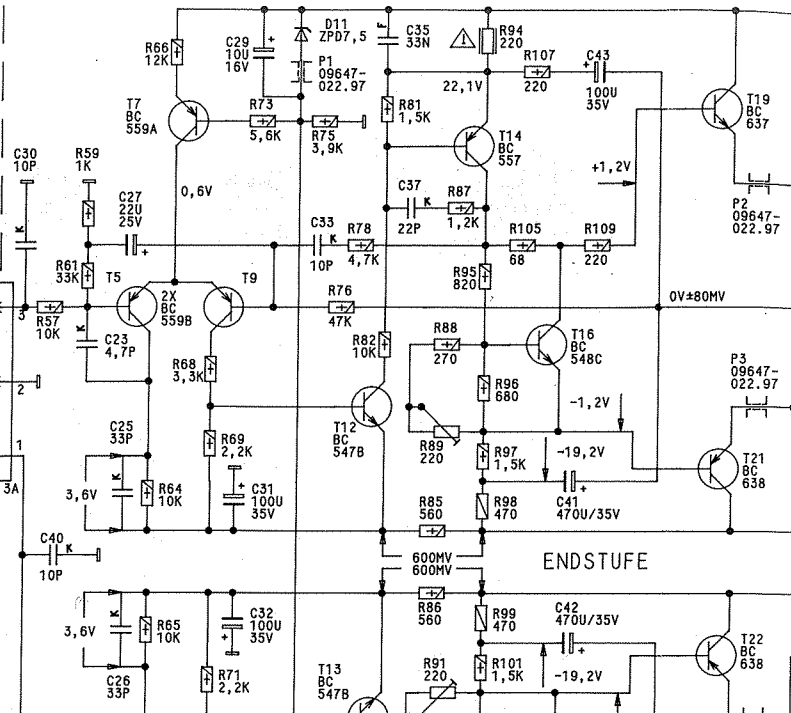 R66
12K
C29
10U
16V
+
D11
ZPD7,5
P1
09647-
022.97
C35
33N
F
R94
220
R107
220
C43
100U
35V
+
22,1V
T7
BC
559A
R73
5,6K
R75
3,9K
R81
1,5K
T14
BC
557
T19
BC
637
C30
10P
K
R59
1K
0,6V
+1,2V
C27
22U
25V
K
+
C37
22P
K
R87
1,2K
P2
09647-
022.97
C33
10P
K
R78
4,7K
R105
68
R109
220
R61
33K
T5
2X
BC
559B
T9
R95
820
3
R57
10K
R76
47K
0V±80MV
C23
4,7P
K
R82
10K
R88
270
T16
BC
548C
R68
3,3K
P3
09647-
022.97
2
R96
680
-1,2V
T12
BC
547B
R89
220
C25
33P
K
R69
2,2K
R97
1,5K
-19,2V
T21
BC
638
1
3A
3,6V
R64
10K
C31
100U
35V
+
R98
470
C41
470U/35V
+
R85
560
C40
10P
K
600MV
600MV
ENDSTUFE
R86
560
3,6V
K
R65
10K
C32
100U
35V
+
R99
470
C42
470U/35V
+
T22
BC
638
C26
33P
R71
2,2K
T13
BC
547B
R91
220
R101
1,5K
-19,2V